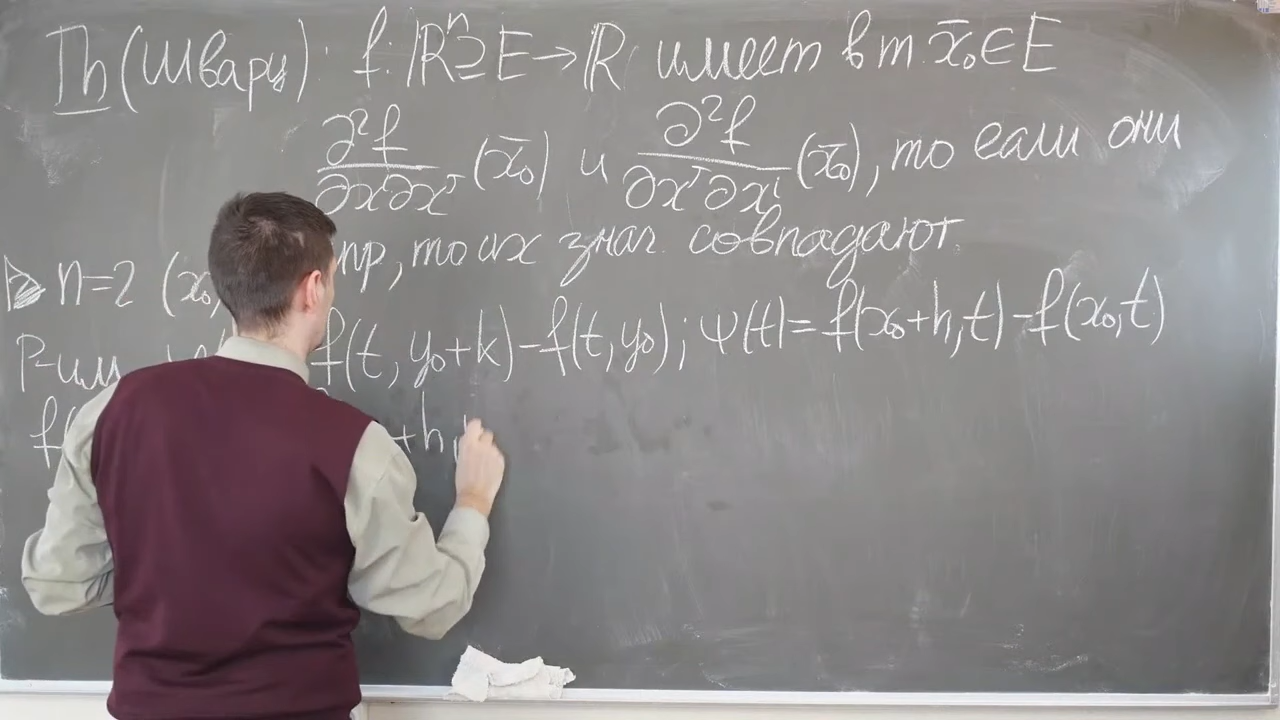 Th (Шварц): f: ℝⁿ ⊇ E → ℝ имеет в т. x̄₀ ∈ E
∂²f/∂xⁱ∂xʲ (x̄₀) и ∂²f/∂xʲ∂xⁱ (x̄₀), то если они
пр, то их знач. совпадают.
▷ n=2 (x₀,
Р-им f(t, y₀+k) − f(t, y₀); ψ(t) = f(x₀+h, t) − f(x₀, t)
f( +h,